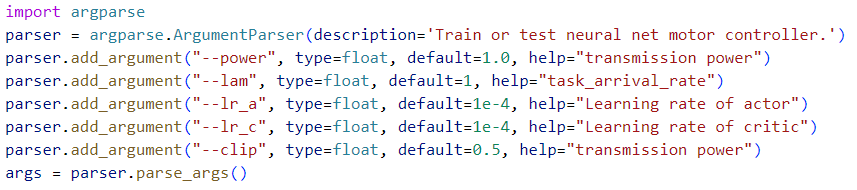 import argparse
parser = argparse.ArgumentParser(description='Train or test neural net motor controller.')
parser.add_argument("--power", type=float, default=1.0, help="transmission power")
parser.add_argument("--lam", type=float, default=1, help="task_arrival_rate")
parser.add_argument("--lr_a", type=float, default=1e-4, help="Learning rate of actor")
parser.add_argument("--lr_c", type=float, default=1e-4, help="Learning rate of critic")
parser.add_argument("--clip", type=float, default=0.5, help="transmission power")
args = parser.parse_args()